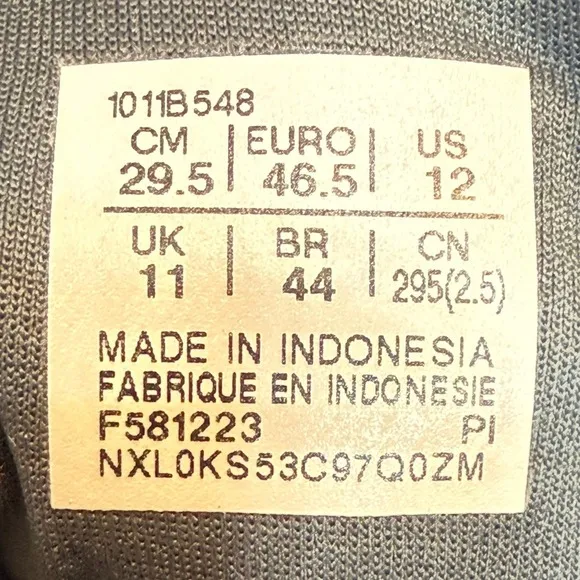 1011B548
CM | EURO | US
29.5 | 46.5 | 12
UK | BR | CN
11 | 44 | 295(2.5)
MADE IN INDONESIA
FABRIQUE EN INDONESIE
F581223 PI
NXL0KS53C97Q0ZM